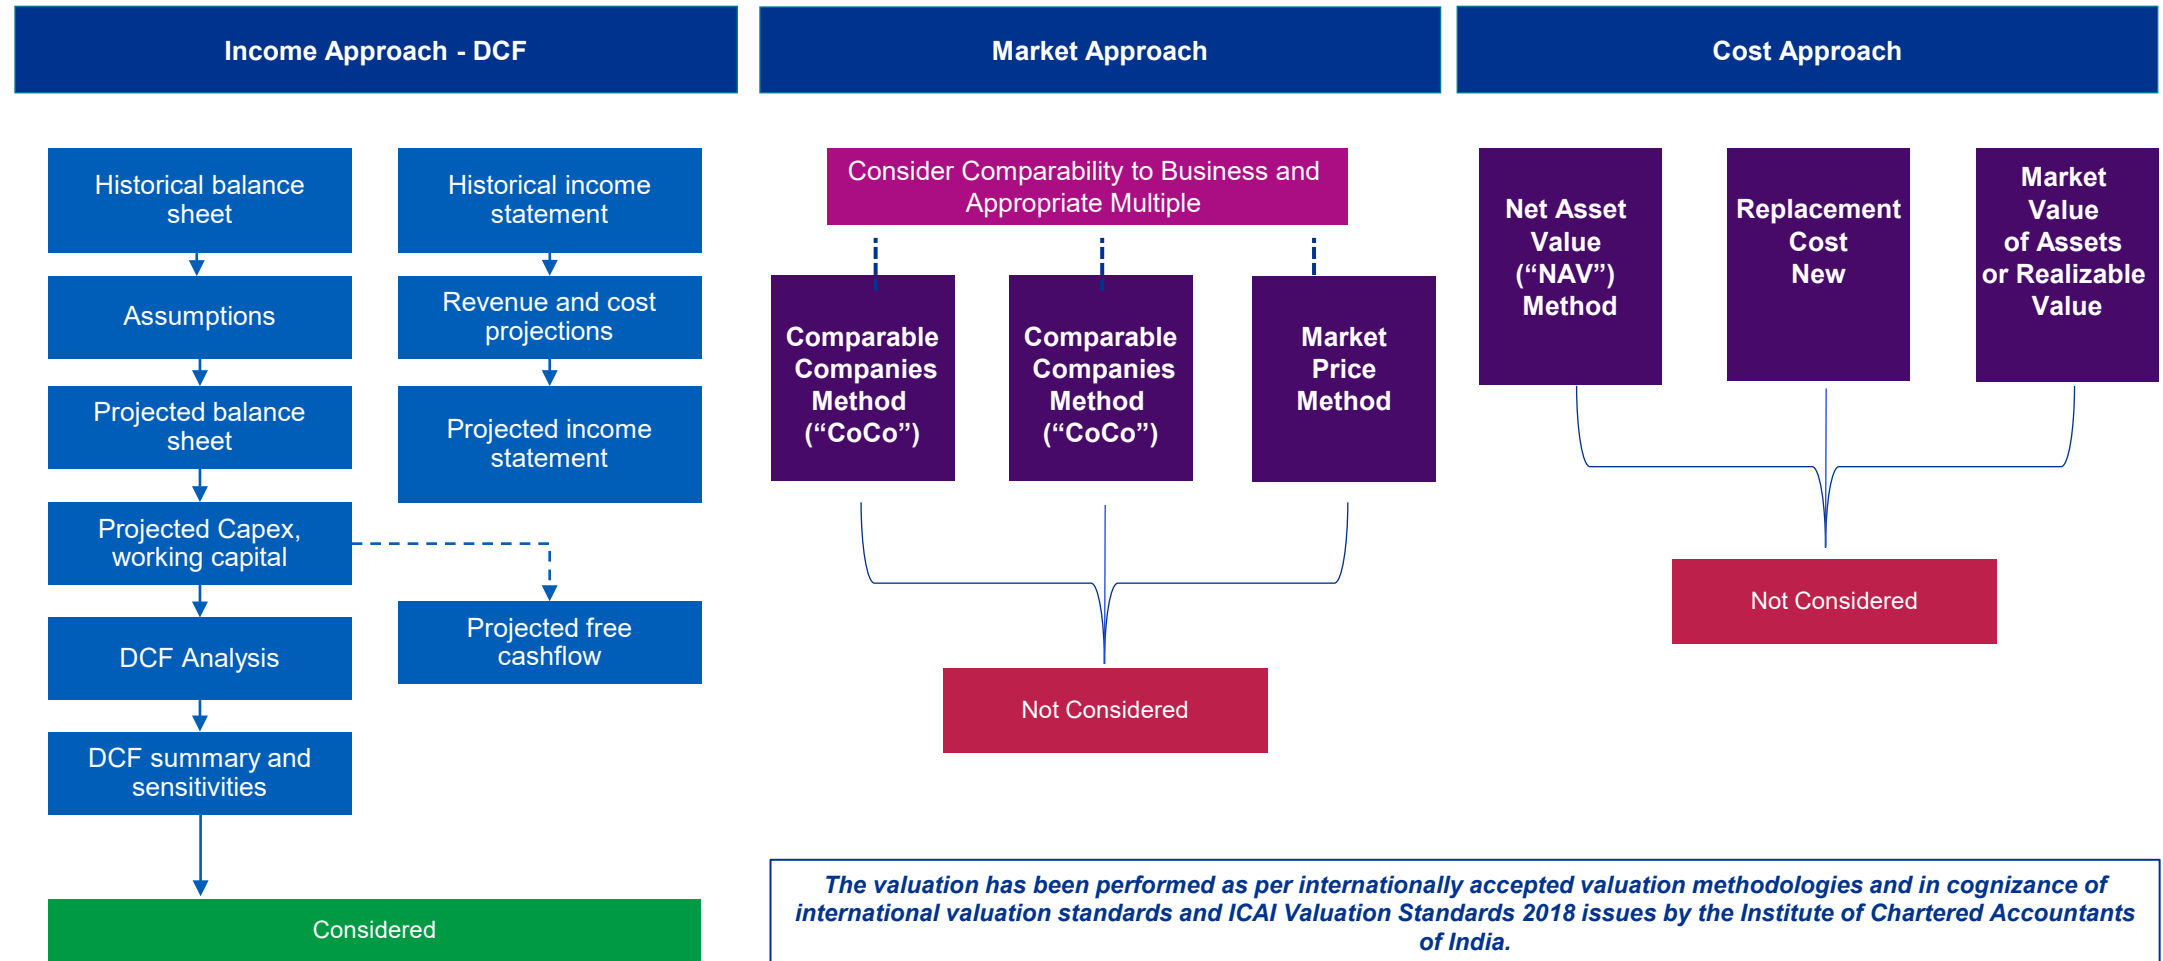 Income Approach - DCF
Historical balance
sheet
Historical income
statement
Assumptions
Revenue and cost
projections
Projected balance
sheet
Projected income
statement
Projected Capex,
working capital
Projected free
cashflow
DCF Analysis
DCF summary and
sensitivities
Considered
Market Approach
Consider Comparability to Business and
Appropriate Multiple
Comparable
Companies
Method
(“CoCo”)
Comparable
Companies
Method
(“CoCo”)
Market
Price
Method
Not Considered
Cost Approach
Net Asset
Value
(“NAV”)
Method
Replacement
Cost
New
Market
Value
of Assets
or Realizable
Value
Not Considered
The valuation has been performed as per internationally accepted valuation methodologies and in cognizance of
international valuation standards and ICAI Valuation Standards 2018 issues by the Institute of Chartered Accountants
of India.